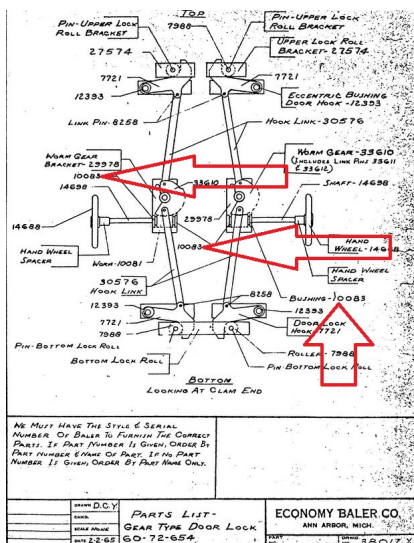 TOP
PIN-UPPER LOCK
ROLL BRACKET
7988
PIN-UPPER LOCK
ROLL BRACKET
27574
UPPER LOCK ROLL
BRACKET-27574
7721
7721
12393
ECCENTRIC BUSHING
DOOR HOOK-12393
LINK PIN-8258
HOOK LINK-30576
WORM GEAR
BRACKET-29978
10083
14698
33610
WORM GEAR-33610
(INCLUDES LINK PINS 33611
& 33612)
SHAFT-14698
14688
29978
10083
HAND
WHEEL-14688
HAND WHEEL
SPACER
WORM-10081
HAND WHEEL
SPACER
30576
HOOK LINK
8258
BUSHING-10083
12393
12393
7721
DOOR LOCK
HOOK-7721
7988
PIN-BOTTOM LOCK ROLL
ROLLER-7988
BOTTOM LOCK ROLL
PIN-BOTTOM LOCK ROLL
BOTTOM
LOOKING AT CLAM END
WE MUST HAVE THE STYLE & SERIAL
NUMBER OF BALER TO FURNISH THE CORRECT
PARTS. IF PART NUMBER IS GIVEN, ORDER BY
PART NUMBER & NAME OF PART. IF NO PART
NUMBER IS GIVEN, ORDER BY PART NAME ONLY.
DRAWN D.C.Y
CHKD.
SCALE NONE
DATE 2-2-65
PARTS LIST-
GEAR TYPE DOOR LOCK
60-72-654
ECONOMY BALER CO.
ANN ARBOR, MICH.